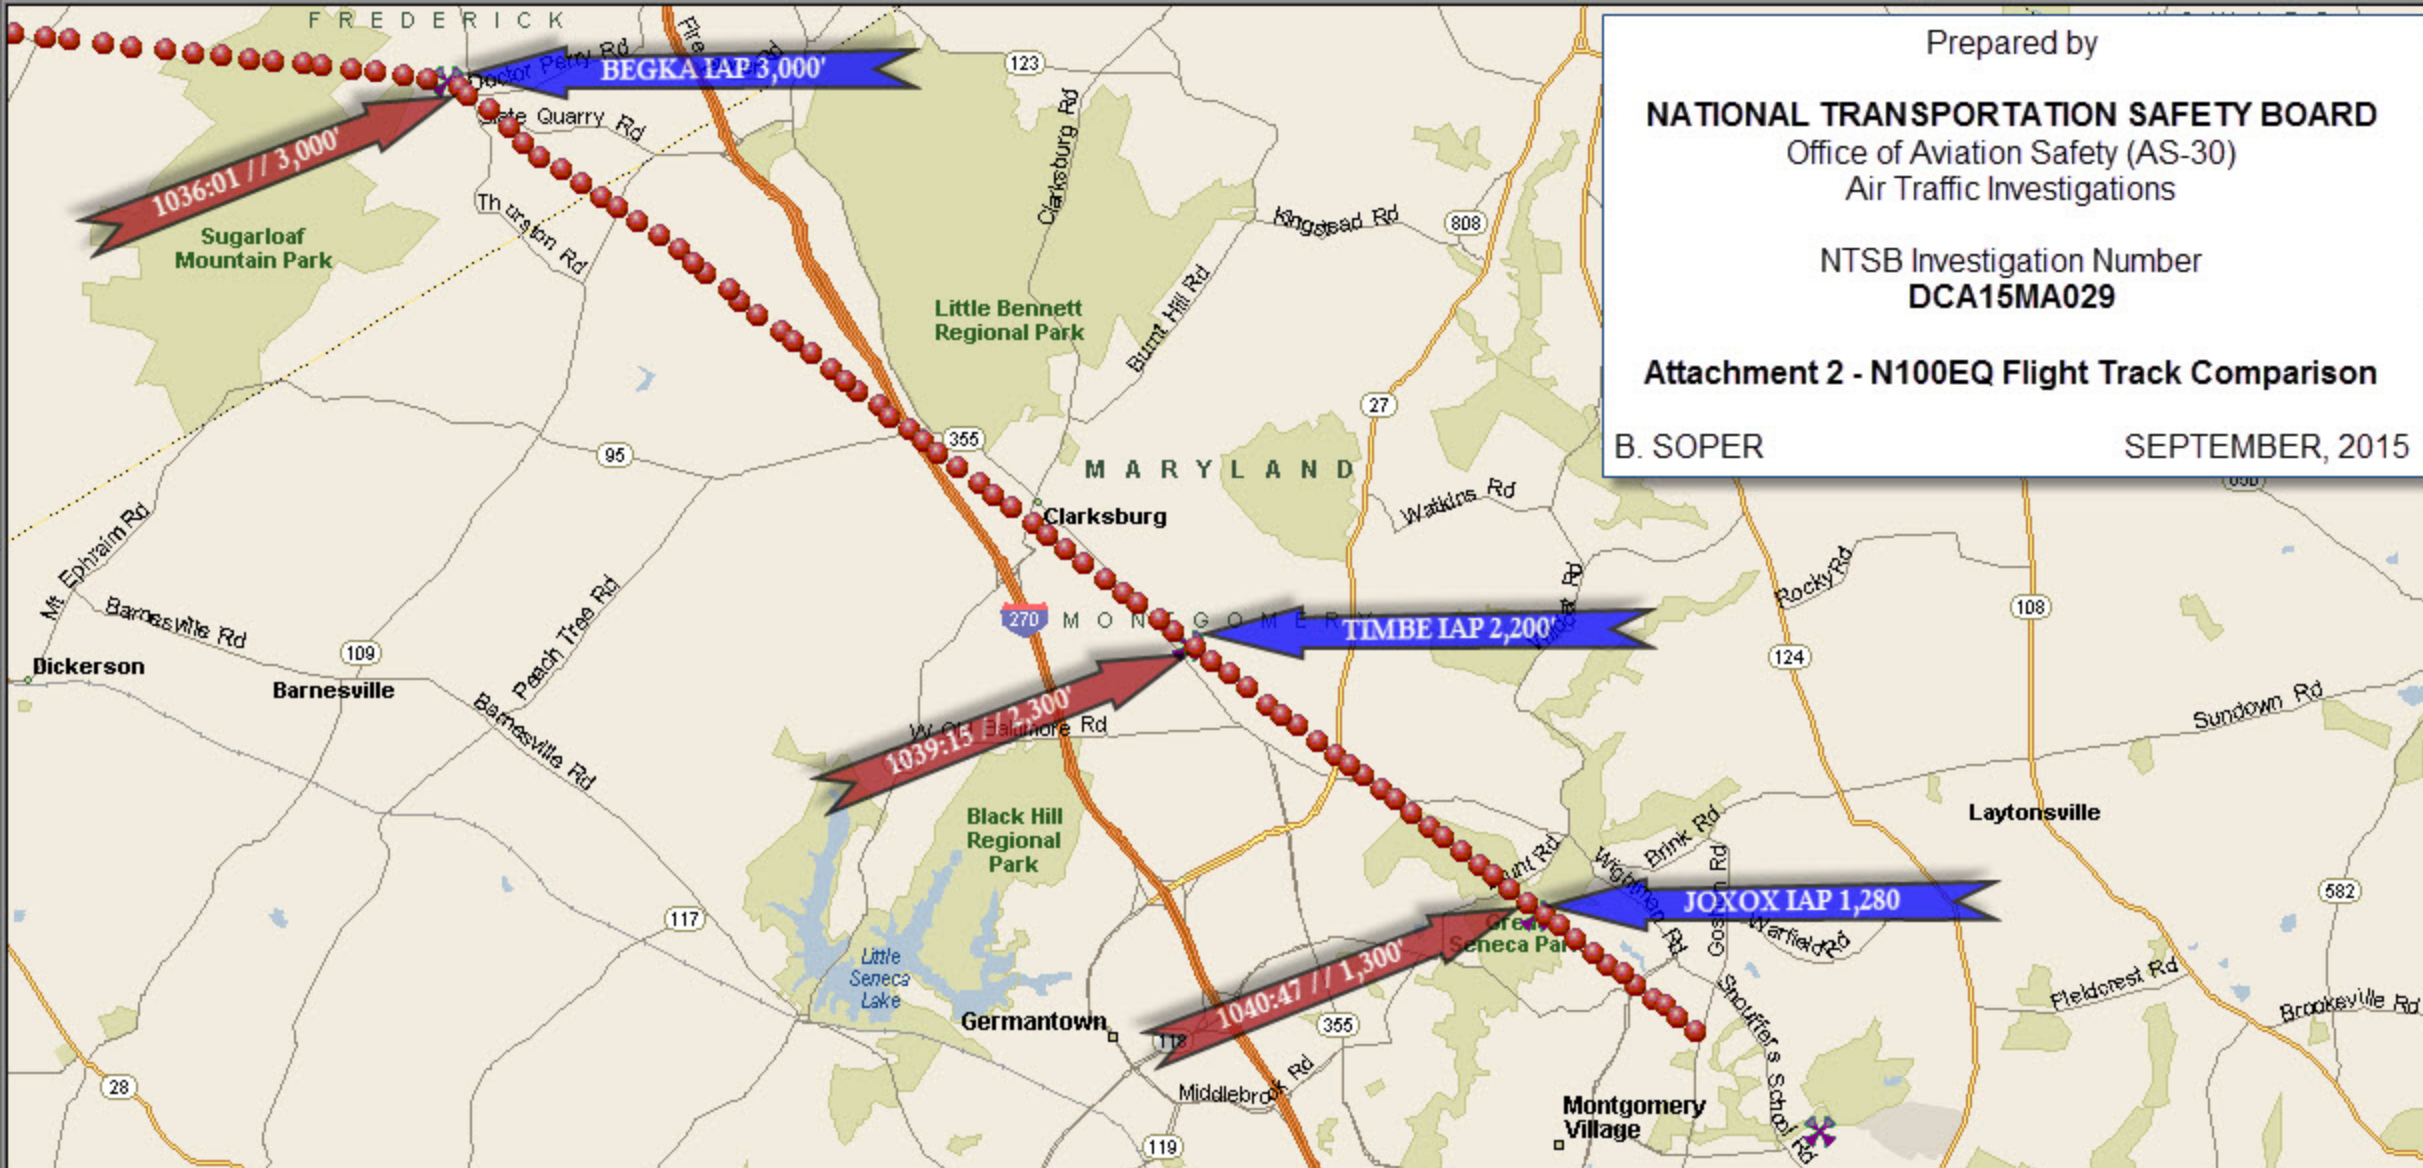 FREDERICK
Prepared by
NATIONAL TRANSPORTATION SAFETY BOARD
Office of Aviation Safety (AS-30)
Air Traffic Investigations
NTSB Investigation Number
DCA15MA029
Attachment 2 - N100EQ Flight Track Comparison
B. SOPER
SEPTEMBER, 2015
Doctor Perry Rd
BEGKA IAP 3,000'
123
Slate Quarry Rd
Clarksburg Rd
1036:01 // 3,000'
Thurston Rd
Kingstead Rd
808
Sugarloaf
Mountain Park
Burnt Hill Rd
Little Bennett
Regional Park
27
355
95
MARYLAND
Watkins Rd
Clarksburg
Mt Ephraim Rd
Rocky Rd
Barnesville Rd
Peach Tree Rd
270
MONTGOMERY
TIMBE IAP 2,200'
108
109
124
Dickerson
Barnesville
Barnesville Rd
1039:15 // 2,300'
W Old Baltimore Rd
Sundown Rd
Black Hill
Regional
Park
Laytonsville
Brink Rd
Wightman Rd
JOXOX IAP 1,280
582
117
Seneca Par
Warfield Rd
Little
Seneca
Lake
1040:47 // 1,300'
Fieldcrest Rd
Brookeville Rd
Snouffers School Rd
Germantown
118
355
28
Middlebrook Rd
Montgomery
Village
119